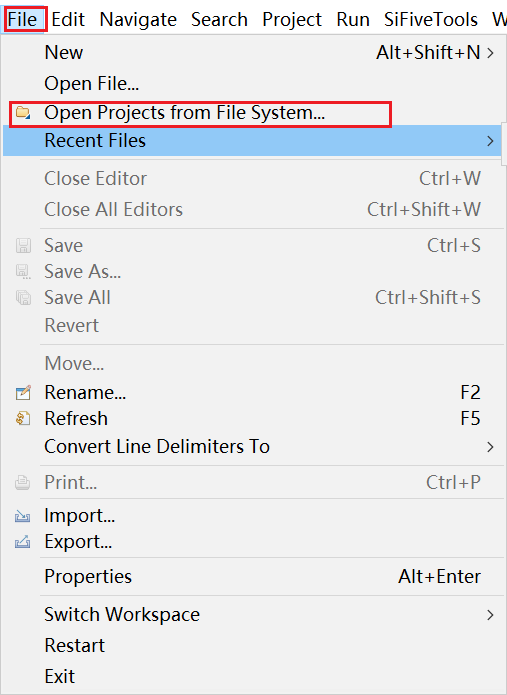 File Edit Navigate Search Project Run SiFiveTools W
New Alt+Shift+N
Open File...
Open Projects from File System...
Recent Files
Close Editor Ctrl+W
Close All Editors Ctrl+Shift+W
Save Ctrl+S
Save As...
Save All Ctrl+Shift+S
Revert
Move...
Rename... F2
Refresh F5
Convert Line Delimiters To
Print... Ctrl+P
Import...
Export...
Properties Alt+Enter
Switch Workspace
Restart
Exit